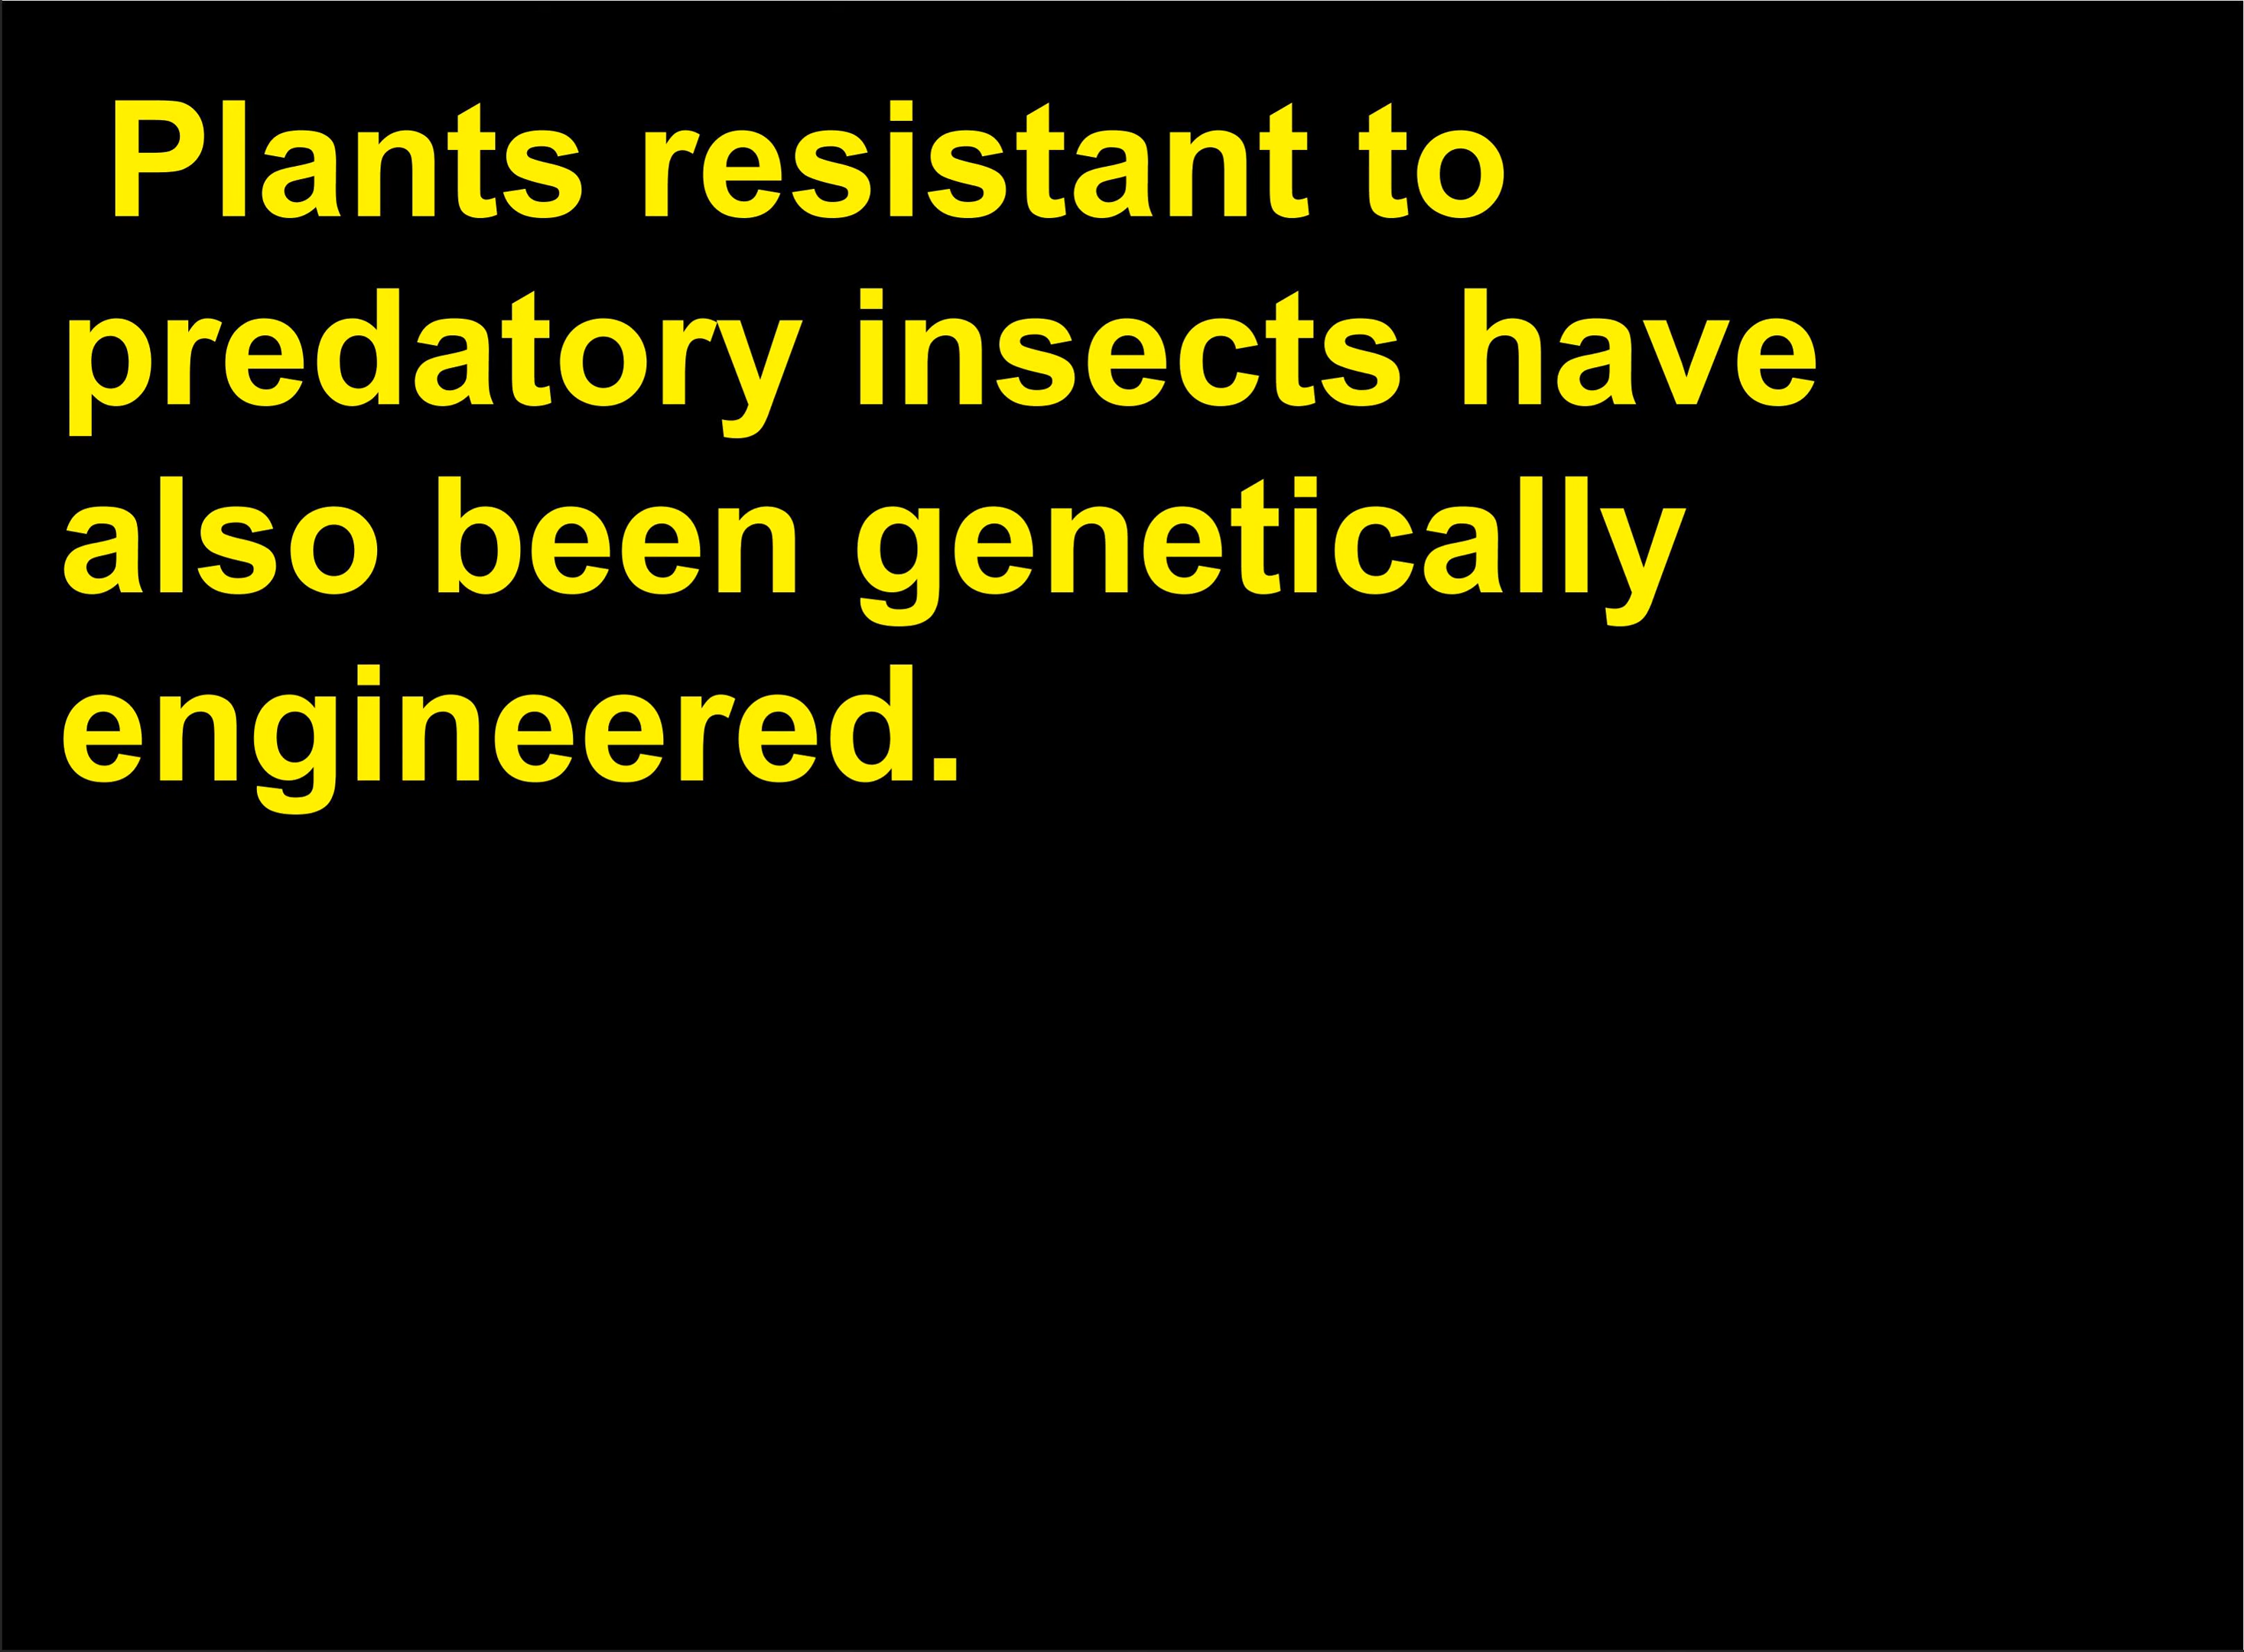 Plants resistant to
predatory insects have
also been genetically
engineered.